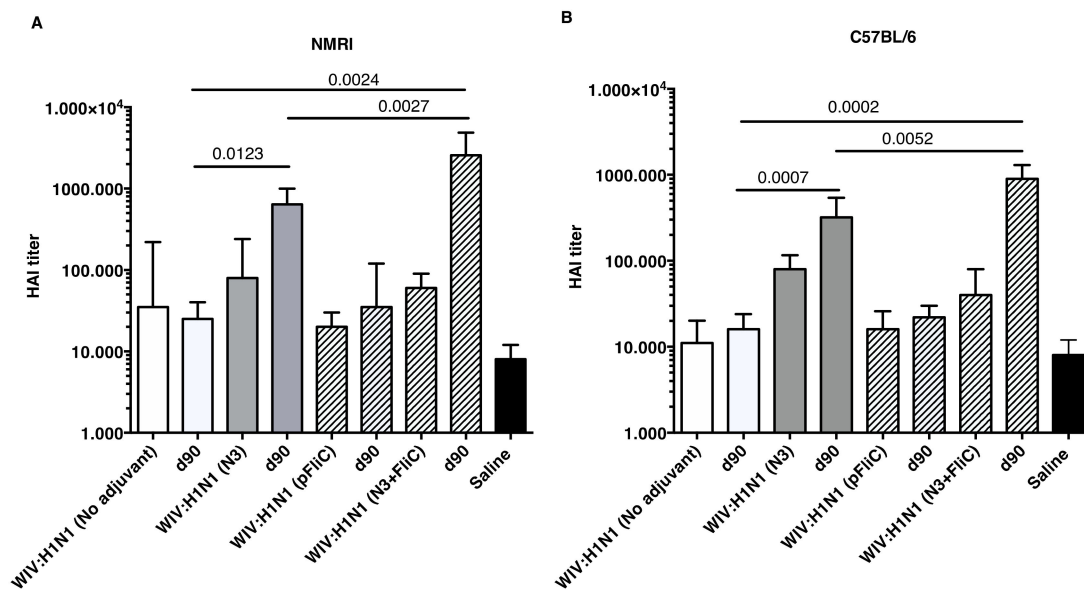 A
NMRI
0.0024
0.0027
0.0123
HAI titer
1.000×10⁴
1000.000
100.000
10.000
1.000
WIV:H1N1 (No adjuvant)
d90
WIV:H1N1 (N3)
d90
WIV:H1N1 (pFliC)
d90
WIV:H1N1 (N3+FliC)
d90
Saline
B
C57BL/6
0.0002
0.0052
0.0007
HAI titer
1.000×10⁴
1000.000
100.000
10.000
1.000
WIV:H1N1 (No adjuvant)
d90
WIV:H1N1 (N3)
d90
WIV:H1N1 (pFliC)
d90
WIV:H1N1 (N3+FliC)
d90
Saline